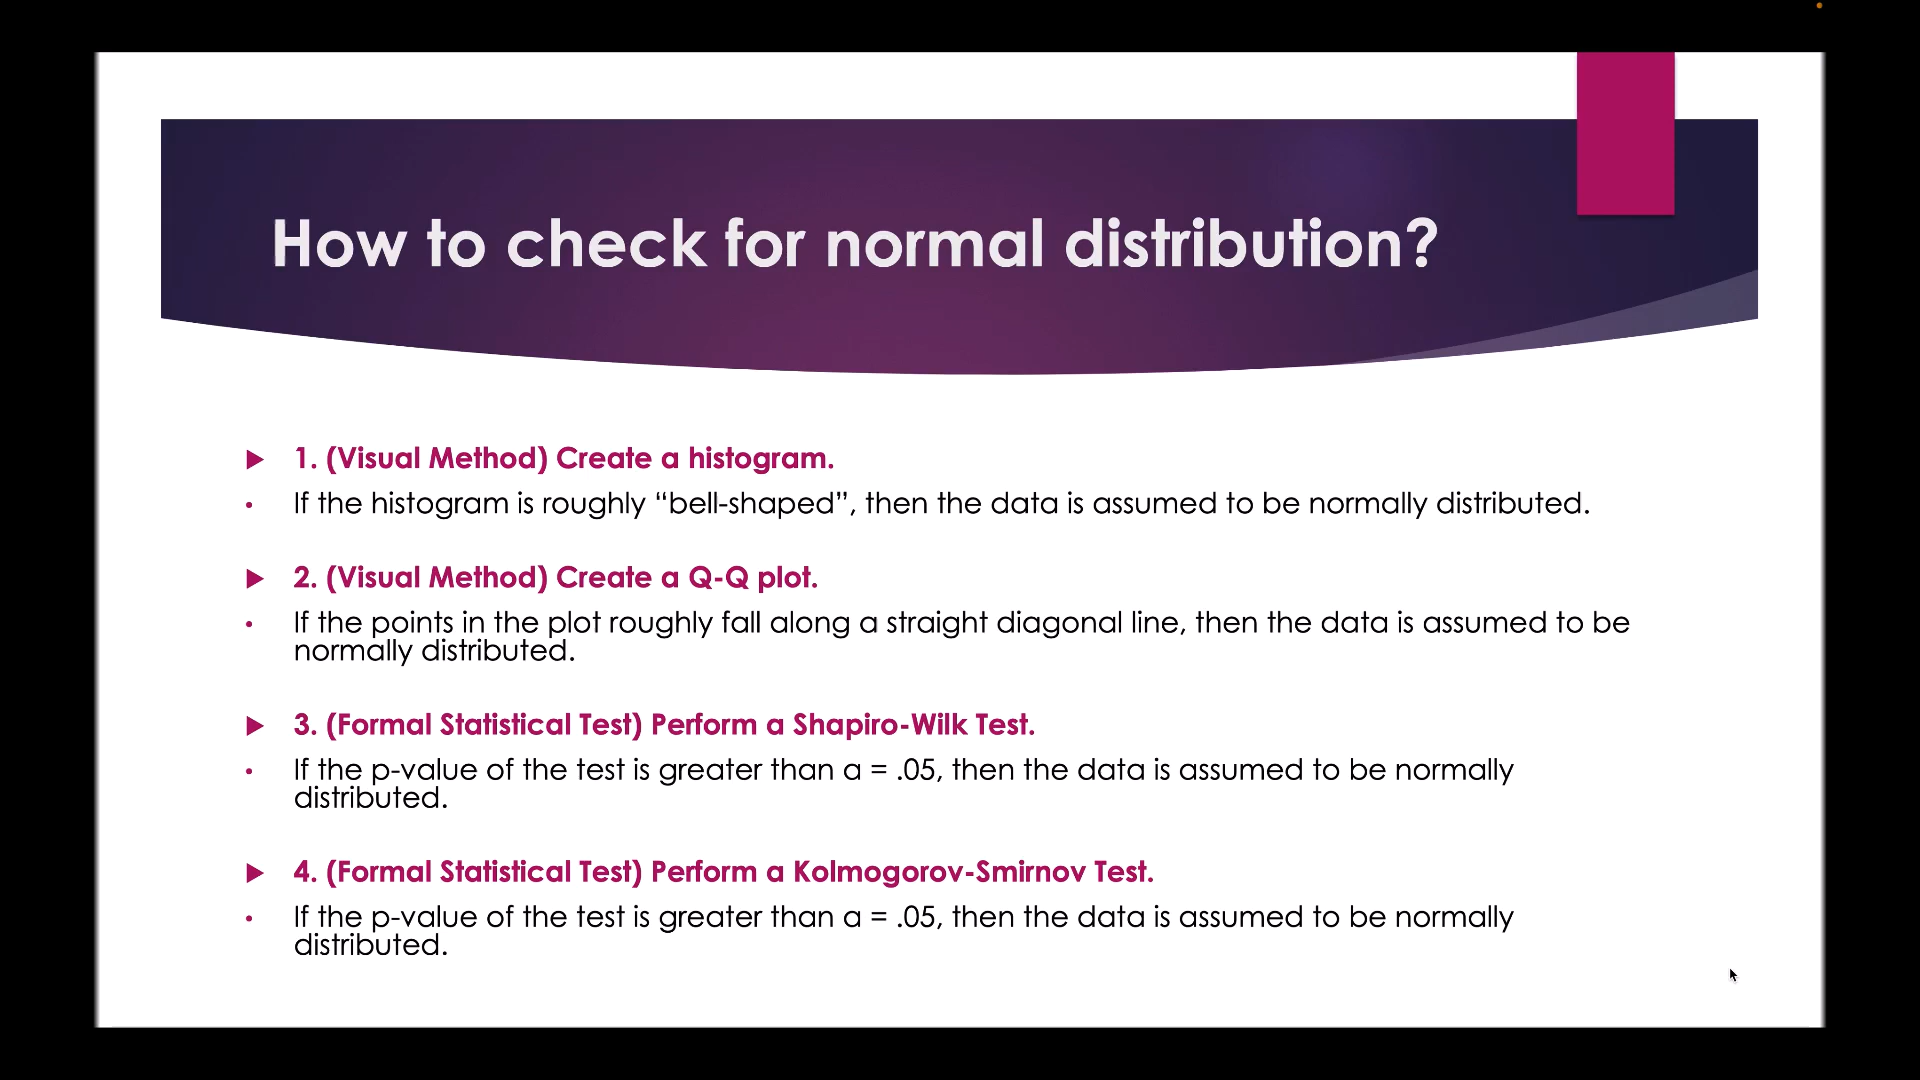 How to check for normal distribution?
1. (Visual Method) Create a histogram.
If the histogram is roughly “bell-shaped”, then the data is assumed to be normally distributed.
2. (Visual Method) Create a Q-Q plot.
If the points in the plot roughly fall along a straight diagonal line, then the data is assumed to be
normally distributed.
3. (Formal Statistical Test) Perform a Shapiro-Wilk Test.
If the p-value of the test is greater than α = .05, then the data is assumed to be normally
distributed.
4. (Formal Statistical Test) Perform a Kolmogorov-Smirnov Test.
If the p-value of the test is greater than α = .05, then the data is assumed to be normally
distributed.